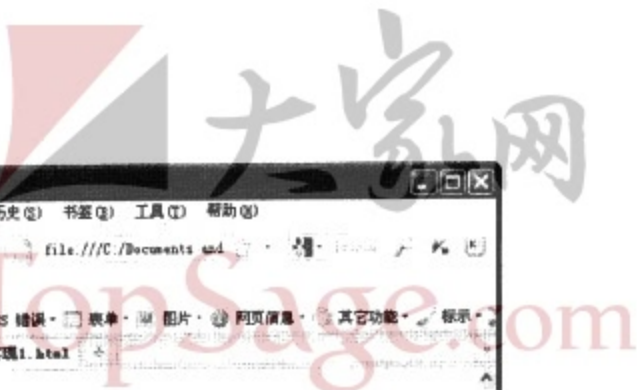 大家网
历史(S) 书签(B) 工具(T) 帮助(H)
file:///C:/Documents and
TopSage.com
S 错误 表单 图片 网页信息 其它功能 标示
现1.html